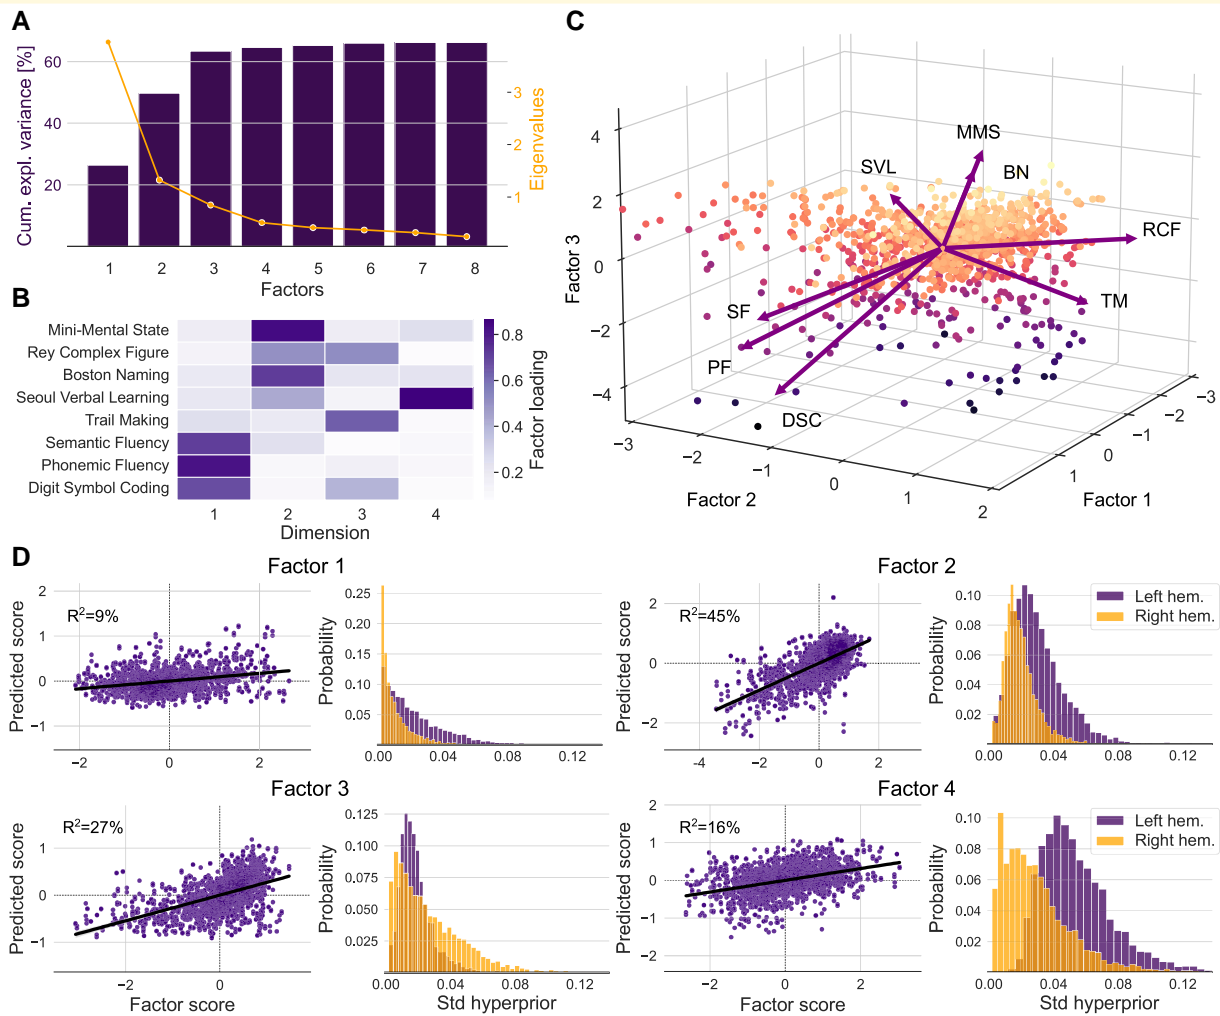 A
Cum. expl. variance [%]
60
40
20
3
2
1
Eigenvalues
1 2 3 4 5 6 7 8
Factors
B
Mini-Mental State
Rey Complex Figure
Boston Naming
Seoul Verbal Learning
Trail Making
Semantic Fluency
Phonemic Fluency
Digit Symbol Coding
1 2 3 4
Dimension
0.8
0.6
0.4
0.2
Factor loading
C
MMS
SVL
BN
RCF
TM
SF
PF
DSC
Factor 3
4
2
0
−2
−4
−3
−2
−1
0
1
2
Factor 2
−3
−2
−1
0
1
Factor 1
D
Factor 1
Predicted score
2
1
0
−1
R²=9%
−2 0 2
Probability
0.25
0.20
0.15
0.10
0.05
0.00 0.04 0.08 0.12
Factor 2
Predicted score
2
0
−2
R²=45%
−4 −2 0 2
Probability
0.10
0.08
0.06
0.04
0.02
0.00 0.04 0.08 0.12
Left hem.
Right hem.
Factor 3
Predicted score
1
0
−1
R²=27%
−2 0
Factor score
Probability
0.125
0.100
0.075
0.050
0.025
0.00 0.04 0.08 0.12
Std hyperprior
Factor 4
Predicted score
2
1
0
−1
−2
R²=16%
−2 0 2
Factor score
Probability
0.10
0.08
0.06
0.04
0.02
0.00 0.04 0.08 0.12
Std hyperprior
Left hem.
Right hem.